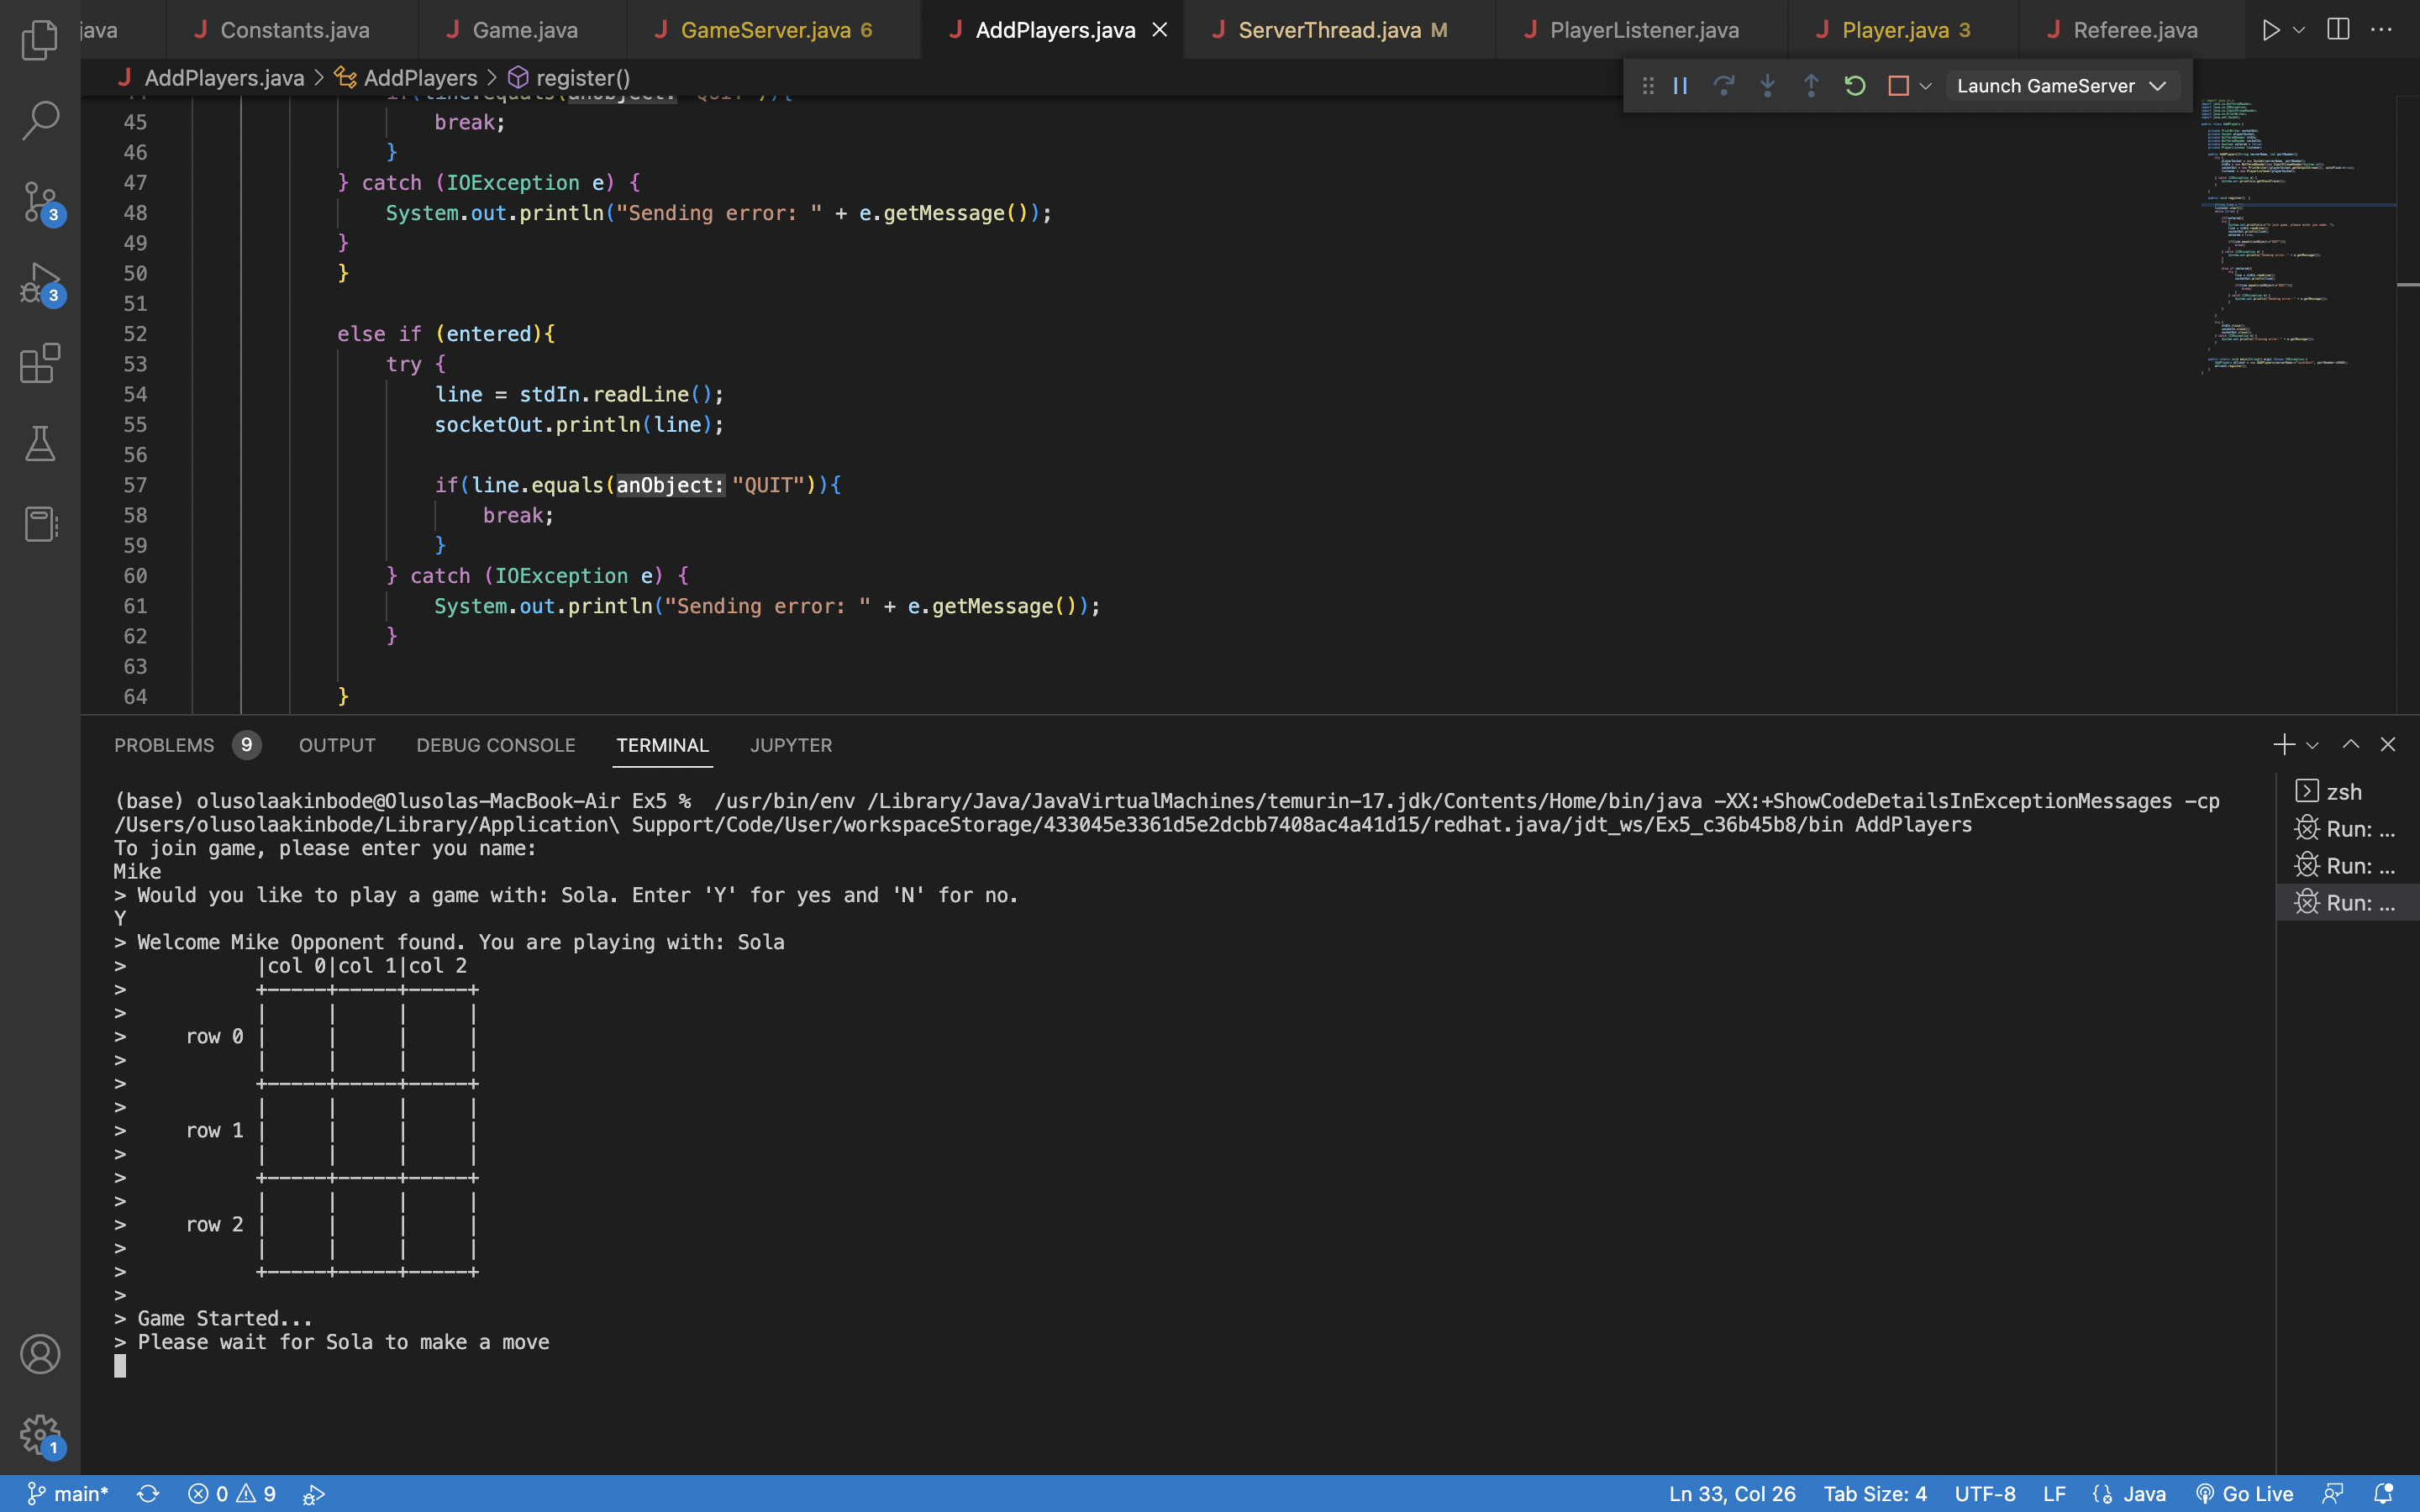 java
J Constants.java
J Game.java
J GameServer.java 6
J AddPlayers.java
J ServerThread.java M
J PlayerListener.java
J Player.java 3
J Referee.java
J AddPlayers.java > AddPlayers > register()
Launch GameServer
45 break;
46 }
47 } catch (IOException e) {
48 System.out.println("Sending error: " + e.getMessage());
49 }
50 }
51
52 else if (entered){
53 try {
54 line = stdIn.readLine();
55 socketOut.println(line);
56
57 if(line.equals(anObject: "QUIT")){
58 break;
59 }
60 } catch (IOException e) {
61 System.out.println("Sending error: " + e.getMessage());
62 }
63
64 }
3
3
1
PROBLEMS 9 OUTPUT DEBUG CONSOLE TERMINAL JUPYTER
(base) olusolaakinbode@Olusolas-MacBook-Air Ex5 %  /usr/bin/env /Library/Java/JavaVirtualMachines/temurin-17.jdk/Contents/Home/bin/java -XX:+ShowCodeDetailsInExceptionMessages -cp
/Users/olusolaakinbode/Library/Application\ Support/Code/User/workspaceStorage/433045e3361d5e2dcbb7408ac4a41d15/redhat.java/jdt_ws/Ex5_c36b45b8/bin AddPlayers
To join game, please enter you name:
Mike
> Would you like to play a game with: Sola. Enter 'Y' for yes and 'N' for no.
Y
> Welcome Mike Opponent found. You are playing with: Sola
>           |col 0|col 1|col 2
>           +-----+-----+-----+
>           |     |     |     |
>     row 0 |     |     |     |
>           |     |     |     |
>           +-----+-----+-----+
>           |     |     |     |
>     row 1 |     |     |     |
>           |     |     |     |
>           +-----+-----+-----+
>           |     |     |     |
>     row 2 |     |     |     |
>           |     |     |     |
>           +-----+-----+-----+
>
> Game Started...
> Please wait for Sola to make a move
zsh
Run: ...
Run: ...
Run: ...
main* 0 9 Ln 33, Col 26 Tab Size: 4 UTF-8 LF Java Go Live